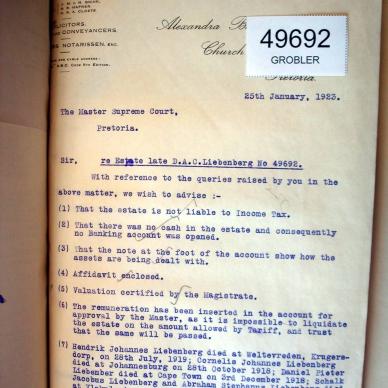 SOLICITORS,
CONVEYANCERS
NOTARISSEN, ENC.
A.B.C. Code 5th Edition.
Alexandra
Church
Pretoria.
49692
GROBLER
25th January, 1923.
The Master Supreme Court,
Pretoria.
Sir, re Estate late D.A.C.Liebenberg No 49692.
With reference to the queries raised by you in the
above matter, we wish to advise :-
(1) That the estate is not liable to Income Tax.
(2) That there was no cash in the estate and consequently
no Banking account was opened.
(3) That the note at the foot of the account show how the
assets are being dealt with.
(4) Affidavit enclosed.
(5) Valuation certified by the Magistrate.
(6) The remuneration has been inserted in the account for
approval by the Master, as it is impossible to liquidate
the estate on the amount allowed by Tariff, and trust
that the same will be passed.
(7) Hendrik Johannes Liebenberg died at Weltevreden, Krugers-
dorp, on 28th July, 1919; Cornelis Johannes Liebenberg
died at Johannesburg on 28th October 1918; Daniel Pieter
Liebenber died at Cape Town on 3rd December 1918; Schalk
Jacobus Liebenberg and Abraham Stephanus Liebenberg